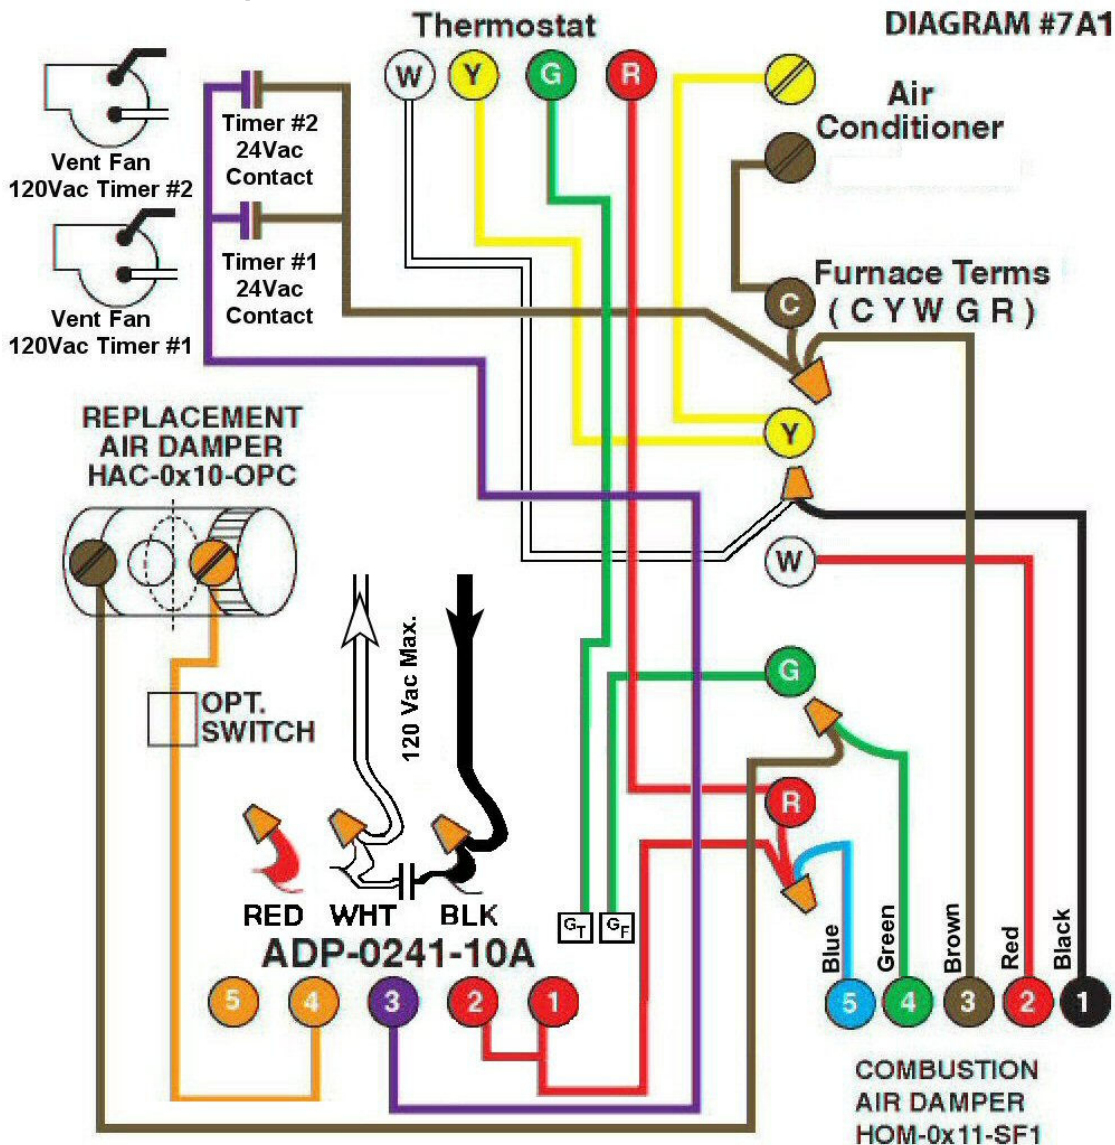 Thermostat
DIAGRAM #7A1
W
Y
G
R
Air
Conditioner
Vent Fan
120Vac Timer #2
Timer #2
24Vac
Contact
Vent Fan
120Vac Timer #1
Timer #1
24Vac
Contact
Furnace Terms
( C Y W G R )
C
Y
W
G
R
REPLACEMENT
AIR DAMPER
HAC-0x10-OPC
OPT.
SWITCH
120 Vac Max.
RED
WHT
BLK
GT
GF
ADP-0241-10A
5
4
3
2
1
Blue
Green
Brown
Red
Black
5
4
3
2
1
COMBUSTION
AIR DAMPER
HOM-0x11-SF1